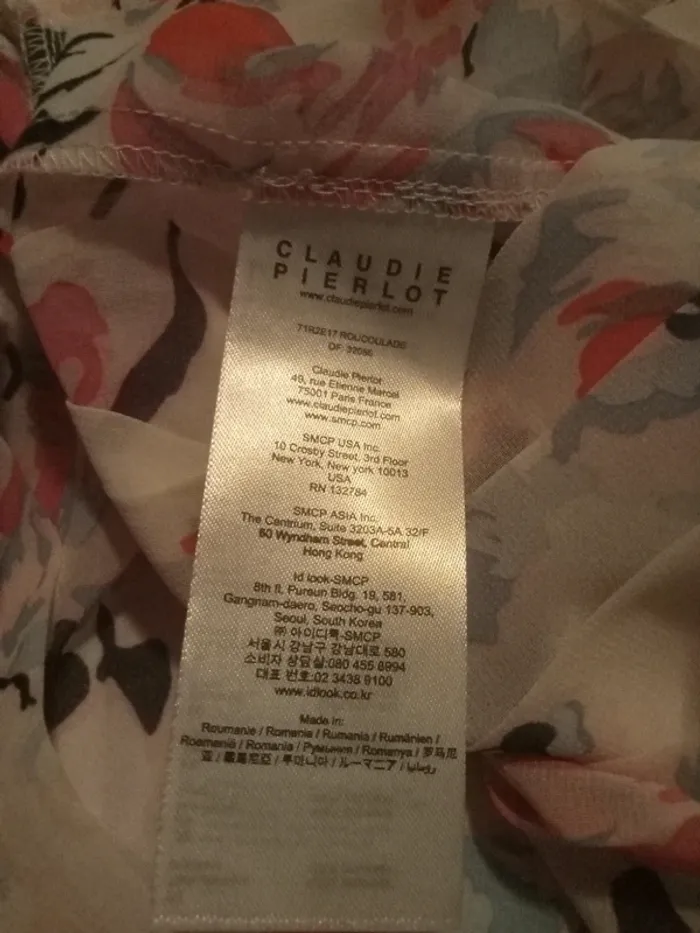 CLAUDIE
PIERLOT
www.claudiepierlot.com
71R2E17 ROUCOULADE
OF: 32086
Claudie Pierlot
49, rue Etienne Marcel
75001 Paris France
www.claudiepierlot.com
www.smcp.com
SMCP USA Inc.
10 Crosby Street, 3rd Floor
New York, New york 10013
USA
RN 132784
SMCP ASIA Inc.
The Centrium, Suite 3203A-5A 32/F
60 Wyndham Street, Central
Hong Kong
Id look-SMCP
8th fl. Pursun Bldg. 19, 581,
Gangnam-daero, Seocho-gu 137-903,
Seoul, South Korea
㈜ 아이디룩-SMCP
서울시 강남구 강남대로 580
소비자 상담실:080 455 8994
대표 번호:02 3438 9100
www.idlook.co.kr
Made in:
Roumanie / Romania / Rumania / Rumänien /
Roemenië / Romania / Румыния / Romanya / 罗马尼
亚 / 羅馬尼亞 / 루마니아 / ルーマニア / رومانيا